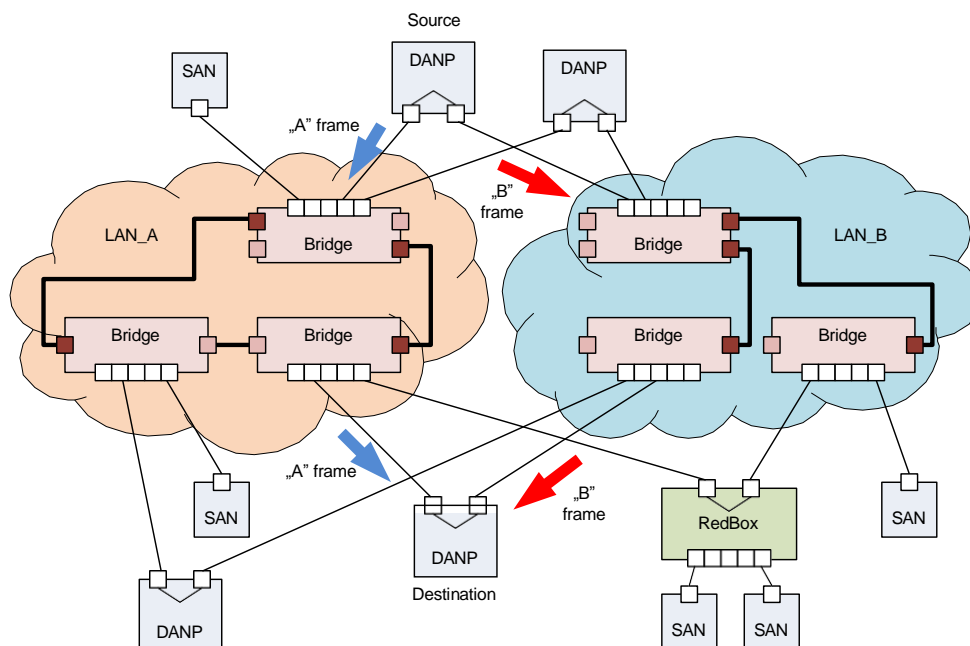 Source
SAN
DANP
DANP
„A" frame
„B"
frame
LAN_A
Bridge
Bridge
LAN_B
Bridge
Bridge
Bridge
Bridge
„A" frame
„B"
frame
SAN
DANP
RedBox
SAN
Destination
DANP
SAN
SAN